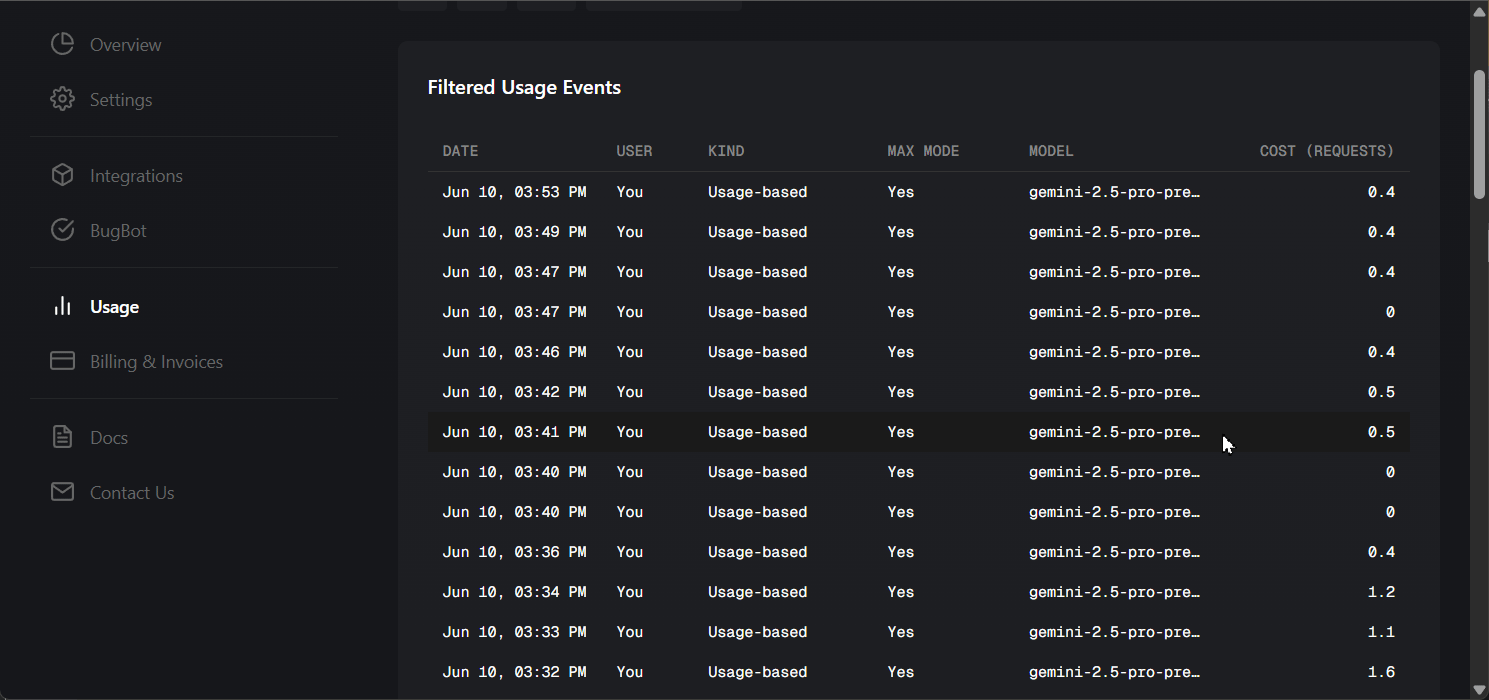 Overview
Settings
Integrations
BugBot
Usage
Billing & Invoices
Docs
Contact Us
Filtered Usage Events
DATE USER KIND MAX MODE MODEL COST (REQUESTS)
Jun 10, 03:53 PM You Usage-based Yes gemini-2.5-pro-pre… 0.4
Jun 10, 03:49 PM You Usage-based Yes gemini-2.5-pro-pre… 0.4
Jun 10, 03:47 PM You Usage-based Yes gemini-2.5-pro-pre… 0.4
Jun 10, 03:47 PM You Usage-based Yes gemini-2.5-pro-pre… 0
Jun 10, 03:46 PM You Usage-based Yes gemini-2.5-pro-pre… 0.4
Jun 10, 03:42 PM You Usage-based Yes gemini-2.5-pro-pre… 0.5
Jun 10, 03:41 PM You Usage-based Yes gemini-2.5-pro-pre… 0.5
Jun 10, 03:40 PM You Usage-based Yes gemini-2.5-pro-pre… 0
Jun 10, 03:40 PM You Usage-based Yes gemini-2.5-pro-pre… 0
Jun 10, 03:36 PM You Usage-based Yes gemini-2.5-pro-pre… 0.4
Jun 10, 03:34 PM You Usage-based Yes gemini-2.5-pro-pre… 1.2
Jun 10, 03:33 PM You Usage-based Yes gemini-2.5-pro-pre… 1.1
Jun 10, 03:32 PM You Usage-based Yes gemini-2.5-pro-pre… 1.6